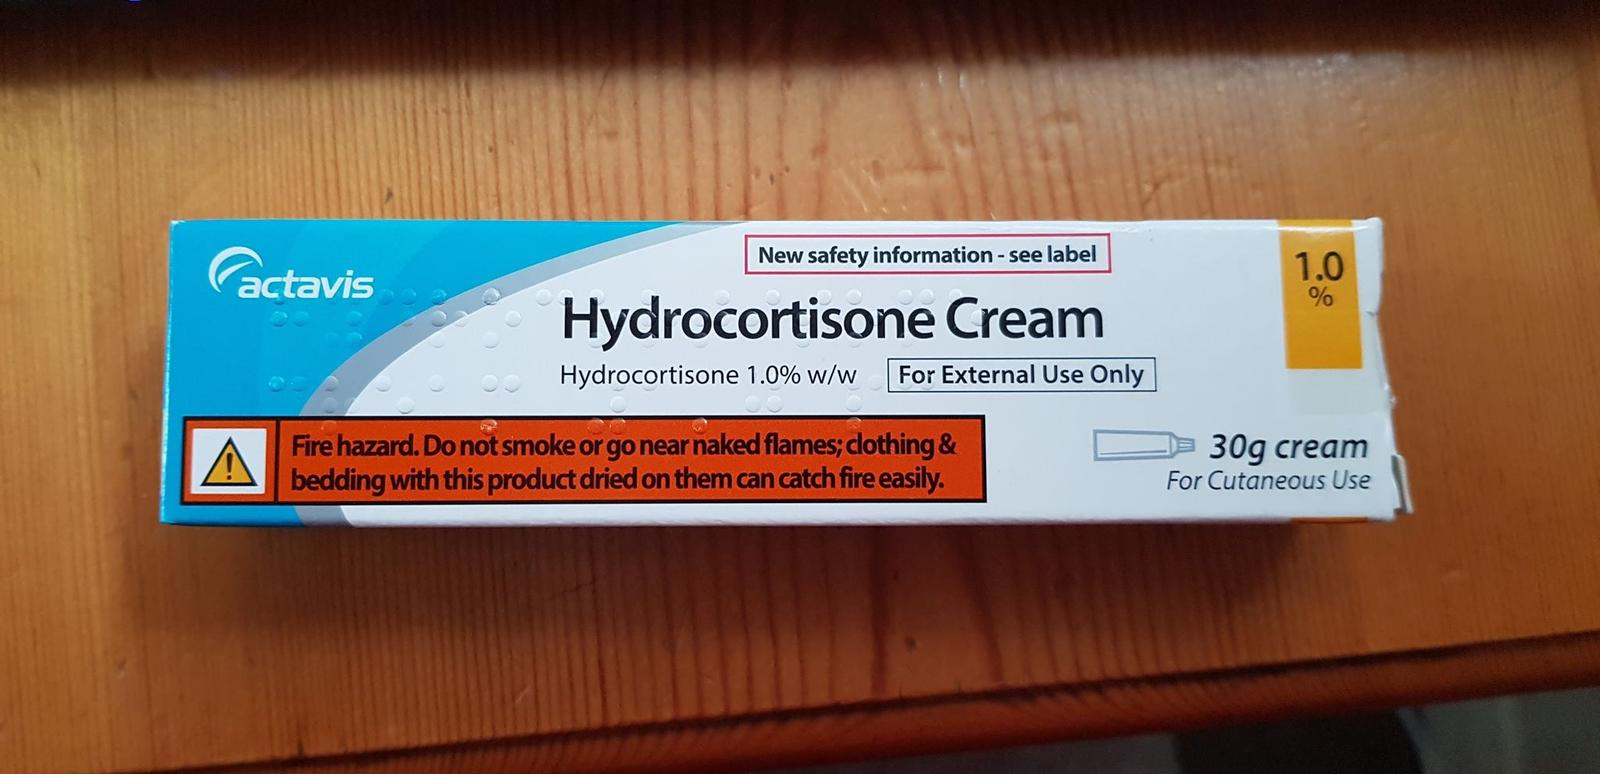 actavis
New safety information - see label
Hydrocortisone Cream
Hydrocortisone 1.0% w/w
For External Use Only
1.0
%
Fire hazard. Do not smoke or go near naked flames; clothing &
bedding with this product dried on them can catch fire easily.
30g cream
For Cutaneous Use